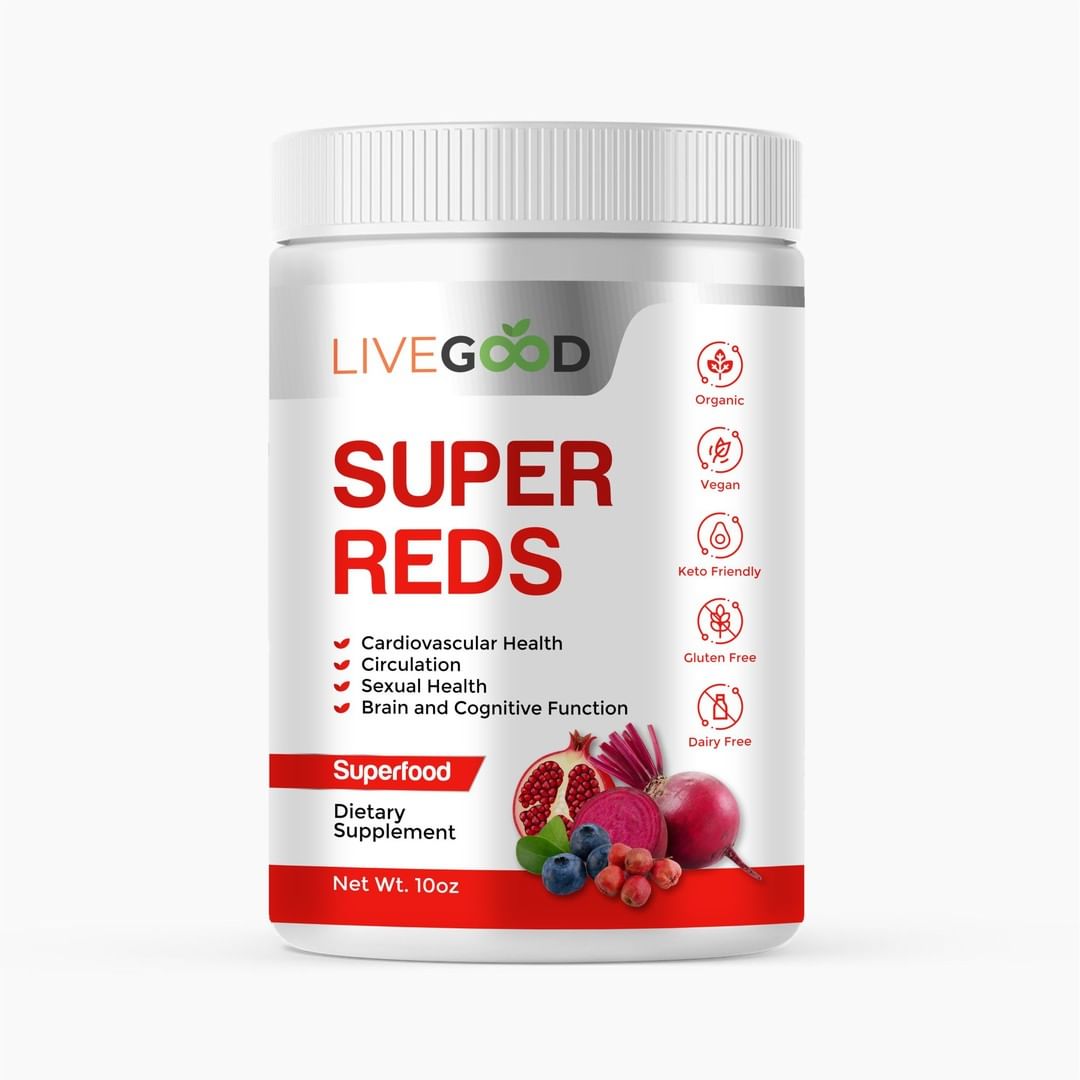 LIVEGOOD
SUPER
REDS
Cardiovascular Health
Circulation
Sexual Health
Brain and Cognitive Function
Superfood
Dietary
Supplement
Net Wt. 10oz
Organic
Vegan
Keto Friendly
Gluten Free
Dairy Free